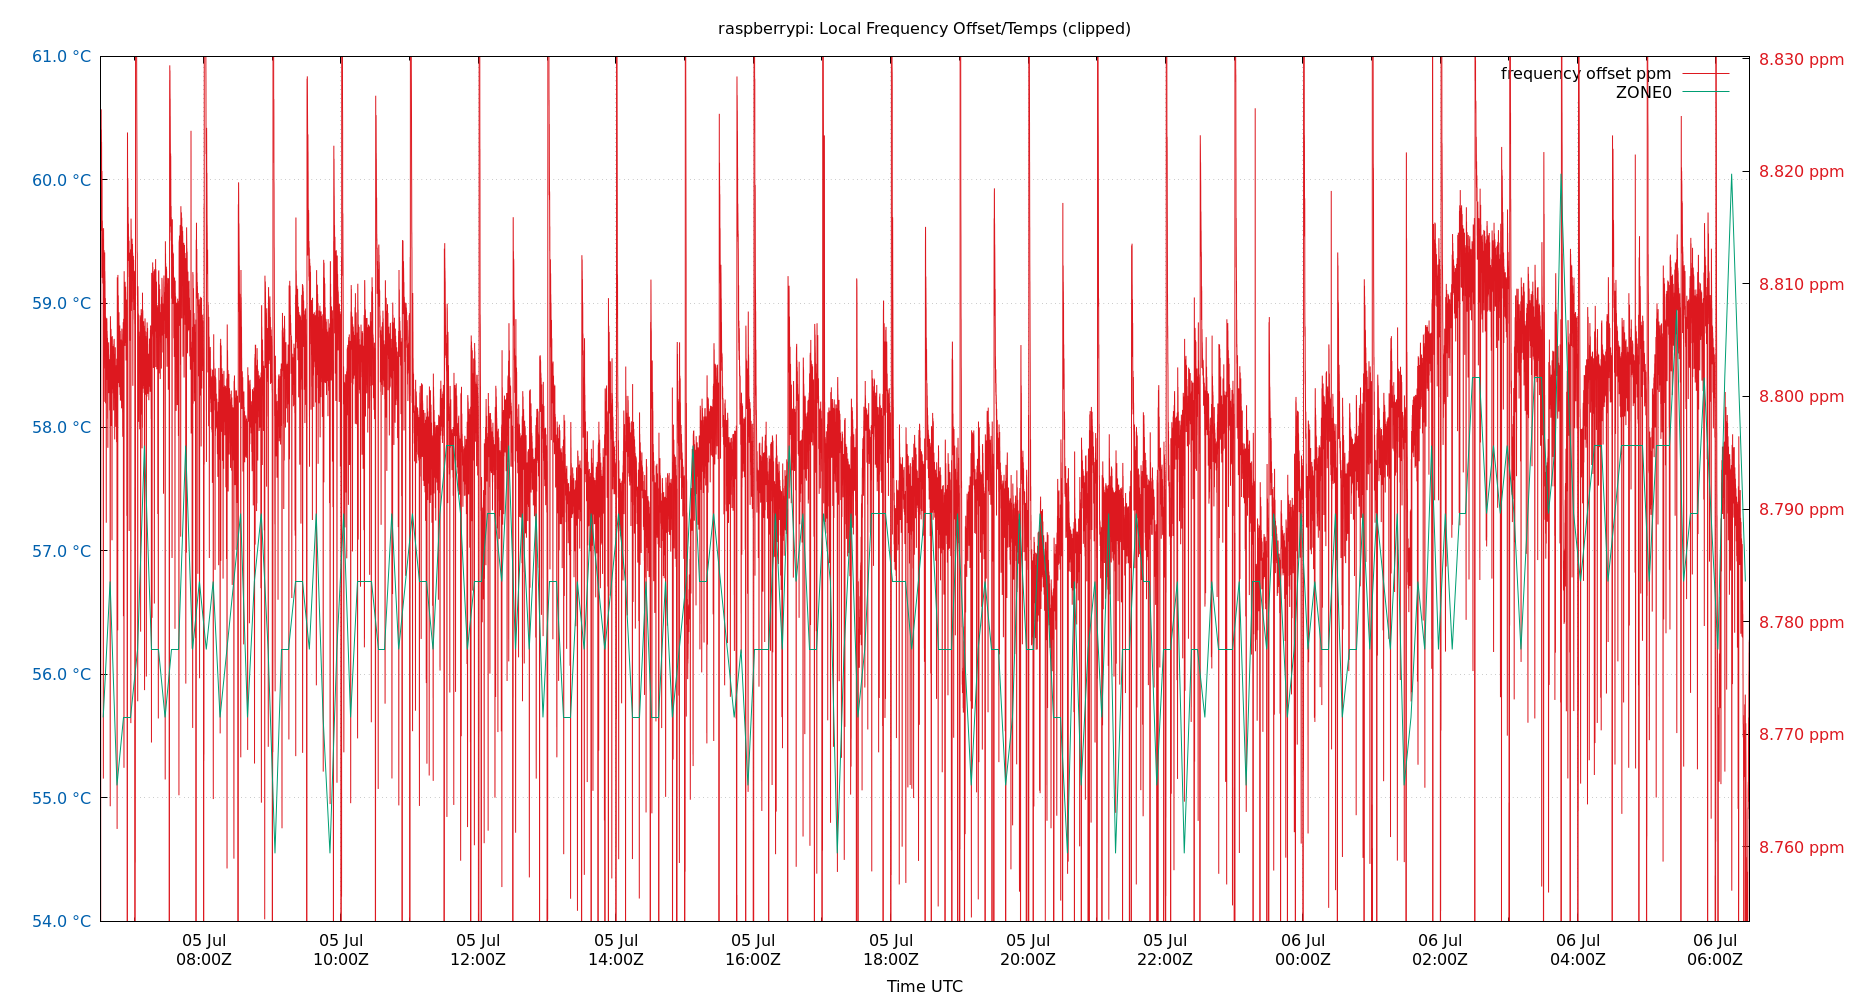 raspberrypi: Local Frequency Offset/Temps (clipped)
61.0 °C
60.0 °C
59.0 °C
58.0 °C
57.0 °C
56.0 °C
55.0 °C
54.0 °C
8.830 ppm
8.820 ppm
8.810 ppm
8.800 ppm
8.790 ppm
8.780 ppm
8.770 ppm
8.760 ppm
frequency offset ppm
ZONE0
05 Jul 05 Jul 05 Jul 05 Jul 05 Jul 05 Jul 05 Jul 05 Jul 06 Jul 06 Jul 06 Jul 06 Jul
08:00Z 10:00Z 12:00Z 14:00Z 16:00Z 18:00Z 20:00Z 22:00Z 00:00Z 02:00Z 04:00Z 06:00Z
Time UTC